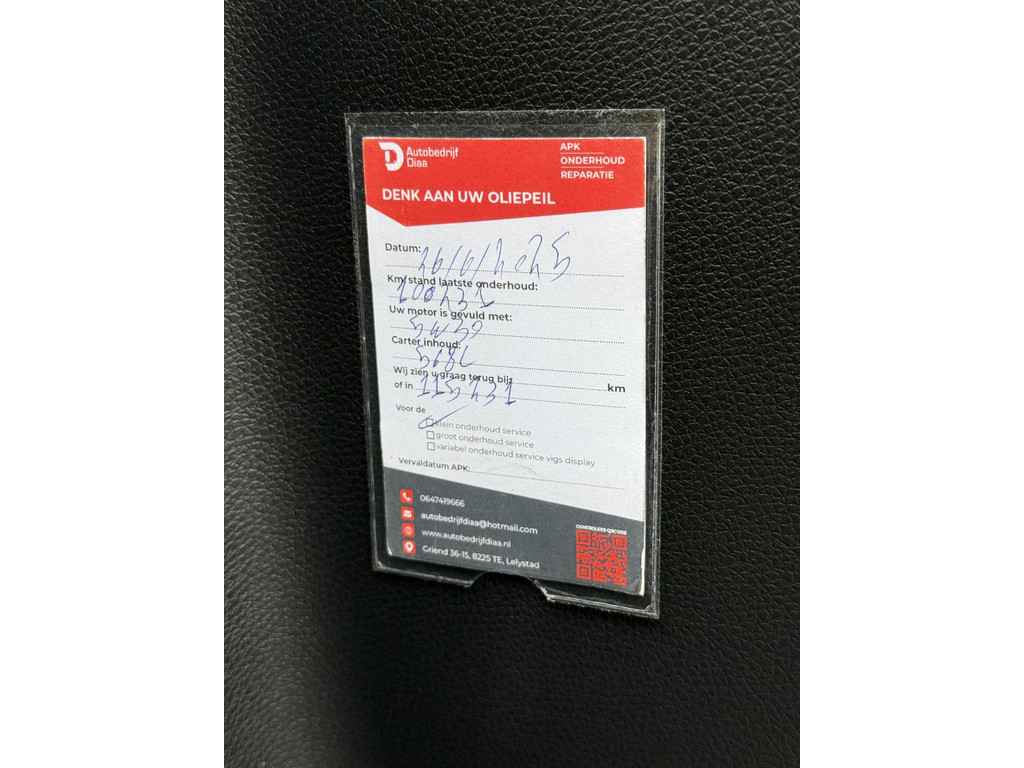 Autobedrijf
Diaa
APK
ONDERHOUD
REPARATIE
DENK AAN UW OLIEPEIL
Datum:
Km/stand laatste onderhoud:
Uw motor is gevuld met: 5W30
Carter inhoud:
Wij zien u graag terug bij: km
of in
Voor de
klein onderhoud service
groot onderhoud service
variabel onderhoud service vlgs display
Vervaldatum APK:
0647419666
autobedrijfdiaa@hotmail.com
www.autobedrijfdiaa.nl
Griend 36-15, 8225 TE, Lelystad